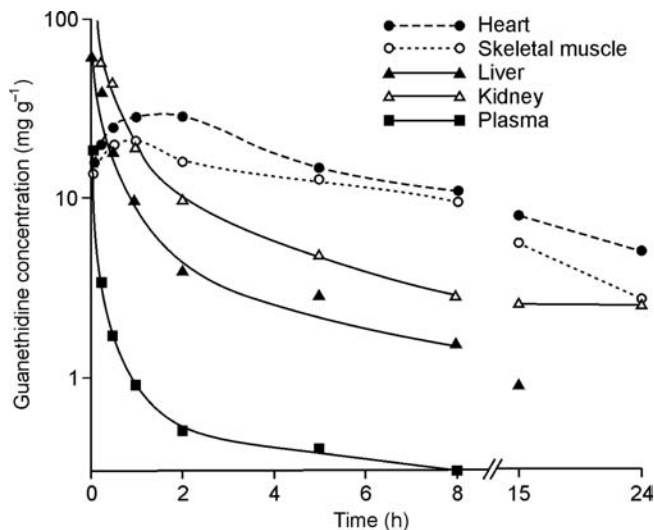 Guanethidine concentration (mg g⁻¹)
100
10
1
Heart
Skeletal muscle
Liver
Kidney
Plasma
0
2
4
6
8
15
24
Time (h)